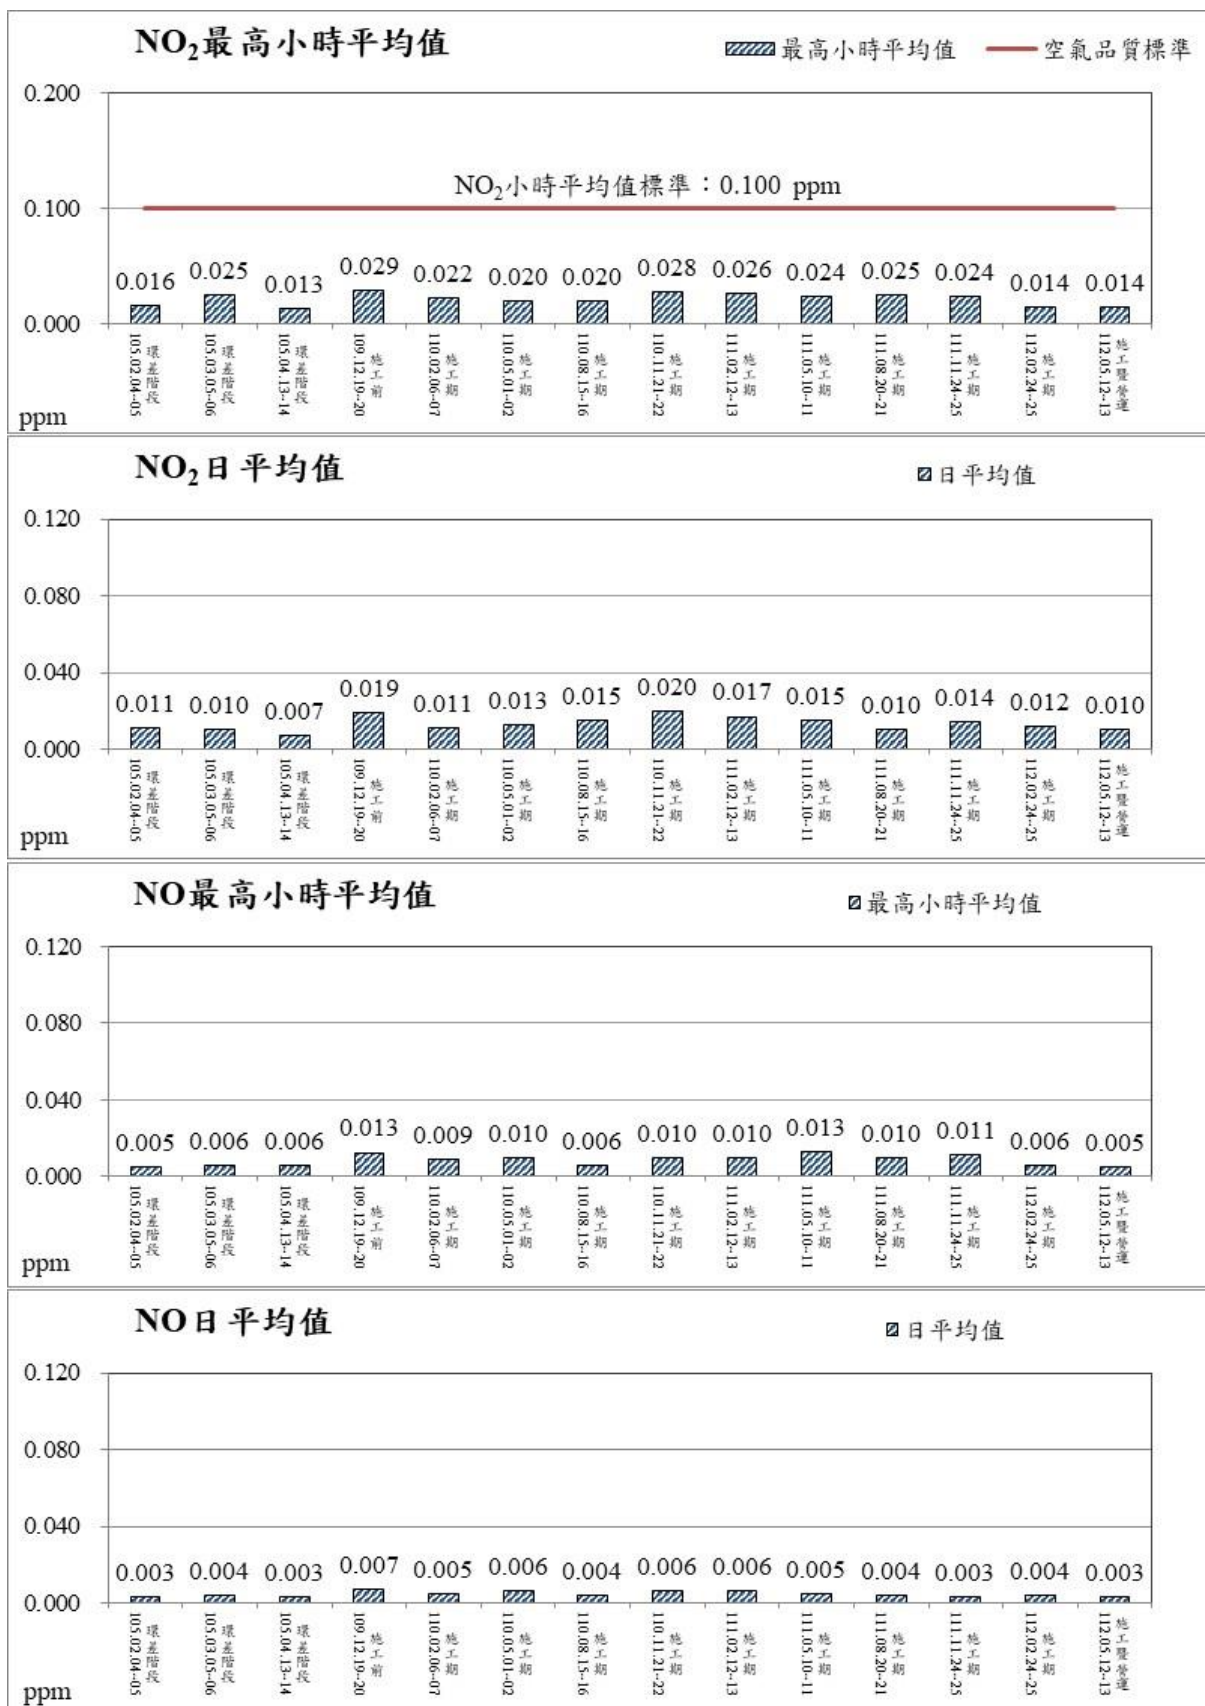 NO₂最高小時平均值
最高小時平均值 空氣品質標準
0.200
NO₂小時平均值標準：0.100 ppm
0.100
0.016 0.025 0.013 0.029 0.022 0.020 0.020 0.028 0.026 0.024 0.025 0.024 0.014 0.014
0.000
環差階段 105.02.04~05
環差階段 105.03.05~06
環差階段 105.04.13~14
施工前 109.12.19~20
施工期 110.02.06~07
施工期 110.05.01~02
施工期 110.08.15~16
施工期 110.11.21~22
施工期 111.02.12~13
施工期 111.05.10~11
施工期 111.08.20~21
施工期 111.11.24~25
施工期 112.02.24~25
施工暨營運 112.05.12~13
ppm
NO₂日平均值
日平均值
0.120
0.080
0.040
0.011 0.010 0.007 0.019 0.011 0.013 0.015 0.020 0.017 0.015 0.010 0.014 0.012 0.010
0.000
環差階段 105.02.04~05
環差階段 105.03.05~06
環差階段 105.04.13~14
施工前 109.12.19~20
施工期 110.02.06~07
施工期 110.05.01~02
施工期 110.08.15~16
施工期 110.11.21~22
施工期 111.02.12~13
施工期 111.05.10~11
施工期 111.08.20~21
施工期 111.11.24~25
施工期 112.02.24~25
施工暨營運 112.05.12~13
ppm
NO最高小時平均值
最高小時平均值
0.120
0.080
0.040
0.005 0.006 0.006 0.013 0.009 0.010 0.006 0.010 0.010 0.013 0.010 0.011 0.006 0.005
0.000
環差階段 105.02.04~05
環差階段 105.03.05~06
環差階段 105.04.13~14
施工前 109.12.19~20
施工期 110.02.06~07
施工期 110.05.01~02
施工期 110.08.15~16
施工期 110.11.21~22
施工期 111.02.12~13
施工期 111.05.10~11
施工期 111.08.20~21
施工期 111.11.24~25
施工期 112.02.24~25
施工暨營運 112.05.12~13
ppm
NO日平均值
日平均值
0.120
0.080
0.040
0.003 0.004 0.003 0.007 0.005 0.006 0.004 0.006 0.006 0.005 0.004 0.003 0.004 0.003
0.000
環差階段 105.02.04~05
環差階段 105.03.05~06
環差階段 105.04.13~14
施工前 109.12.19~20
施工期 110.02.06~07
施工期 110.05.01~02
施工期 110.08.15~16
施工期 110.11.21~22
施工期 111.02.12~13
施工期 111.05.10~11
施工期 111.08.20~21
施工期 111.11.24~25
施工期 112.02.24~25
施工暨營運 112.05.12~13
ppm